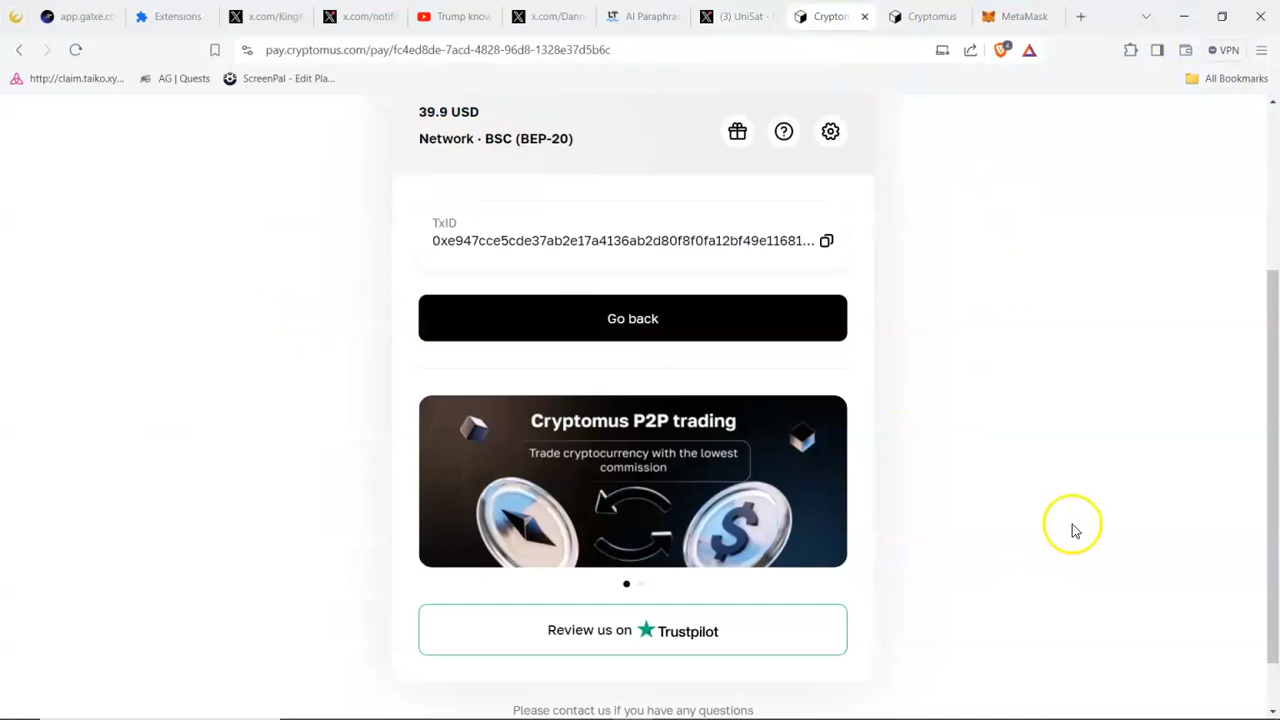 app.galxe.co
Extensions
x.com/King
x.com/notifi
Trump know
x.com/Dann
AI Paraphras
(3) UniSat -
Crypton
Cryptomus
MetaMask
pay.cryptomus.com/pay/fc4ed8de-7acd-4828-96d8-1328e37d5b6c
4
VPN
http://claim.taiko.xy...
AG | Quests
ScreenPal - Edit Pla...
All Bookmarks
39.9 USD
Network · BSC (BEP-20)
TxID
0xe947cce5cde37ab2e17a4136ab2d80f8f0fa12bf49e11681...
Go back
Cryptomus P2P trading
Trade cryptocurrency with the lowest
commission
Review us on Trustpilot
Please contact us if you have any questions